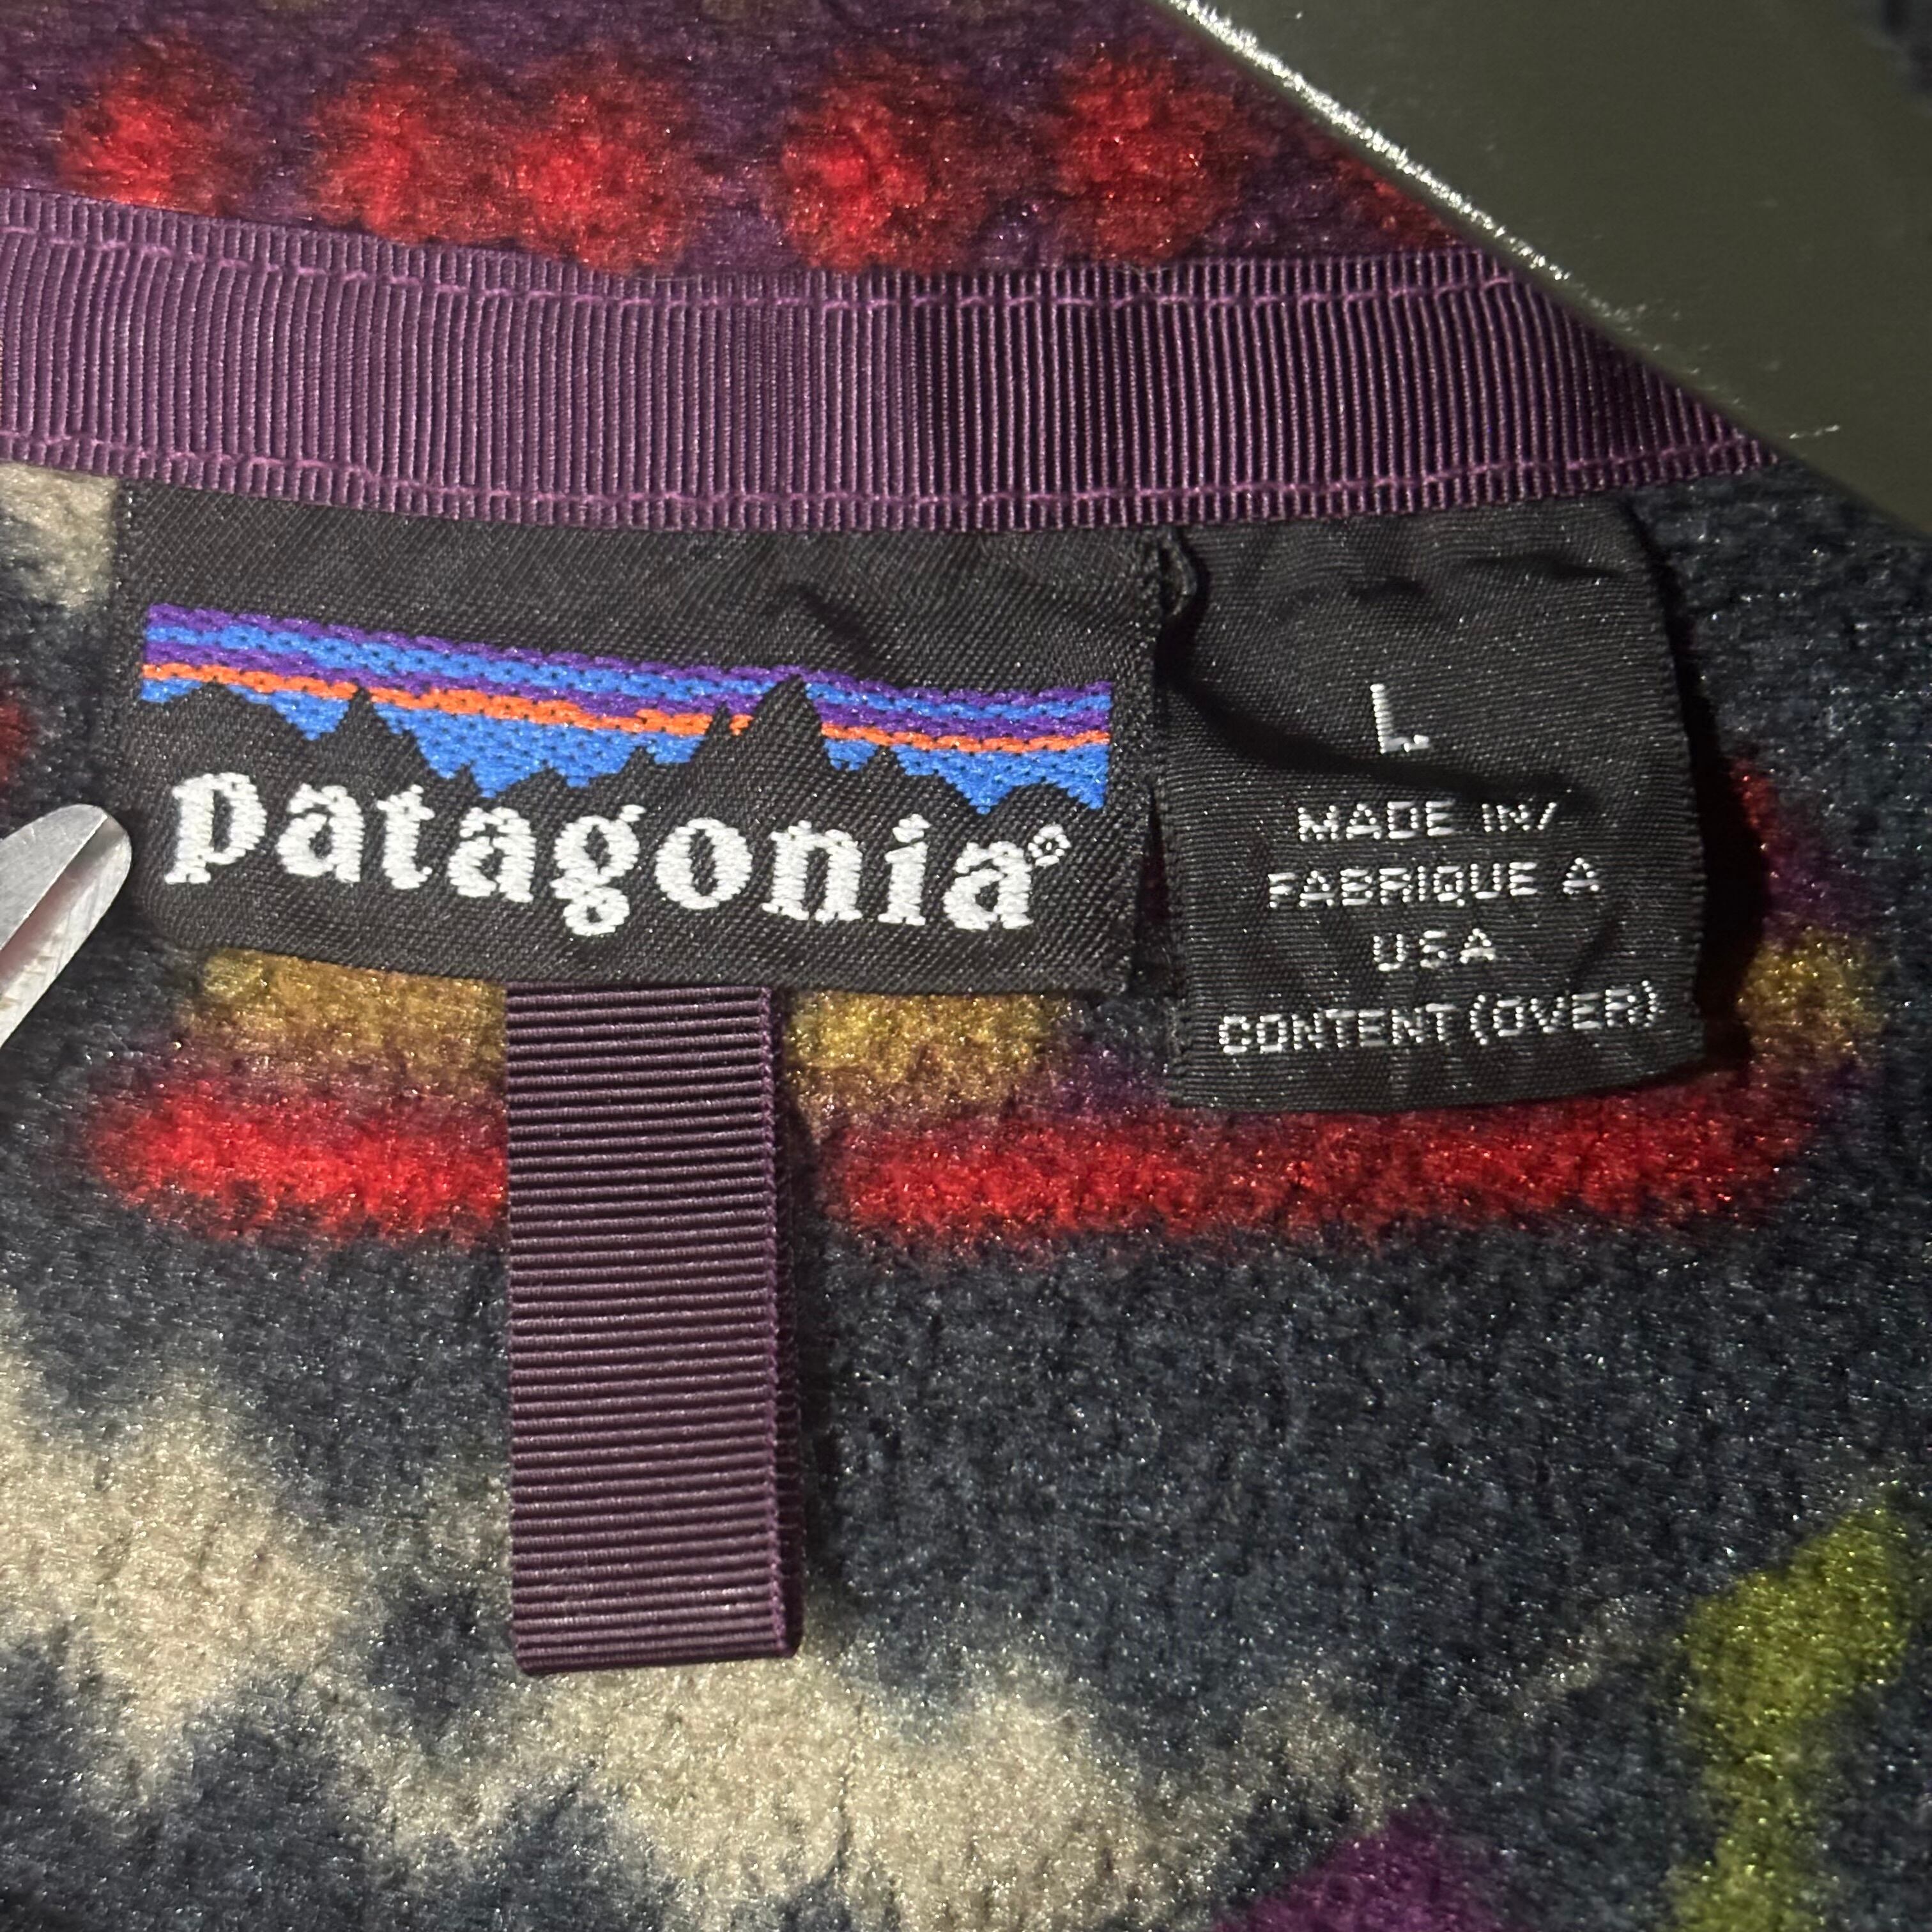 patagonia®
L
MADE IN/
FABRIQUE A
USA
CONTENT (OVER)